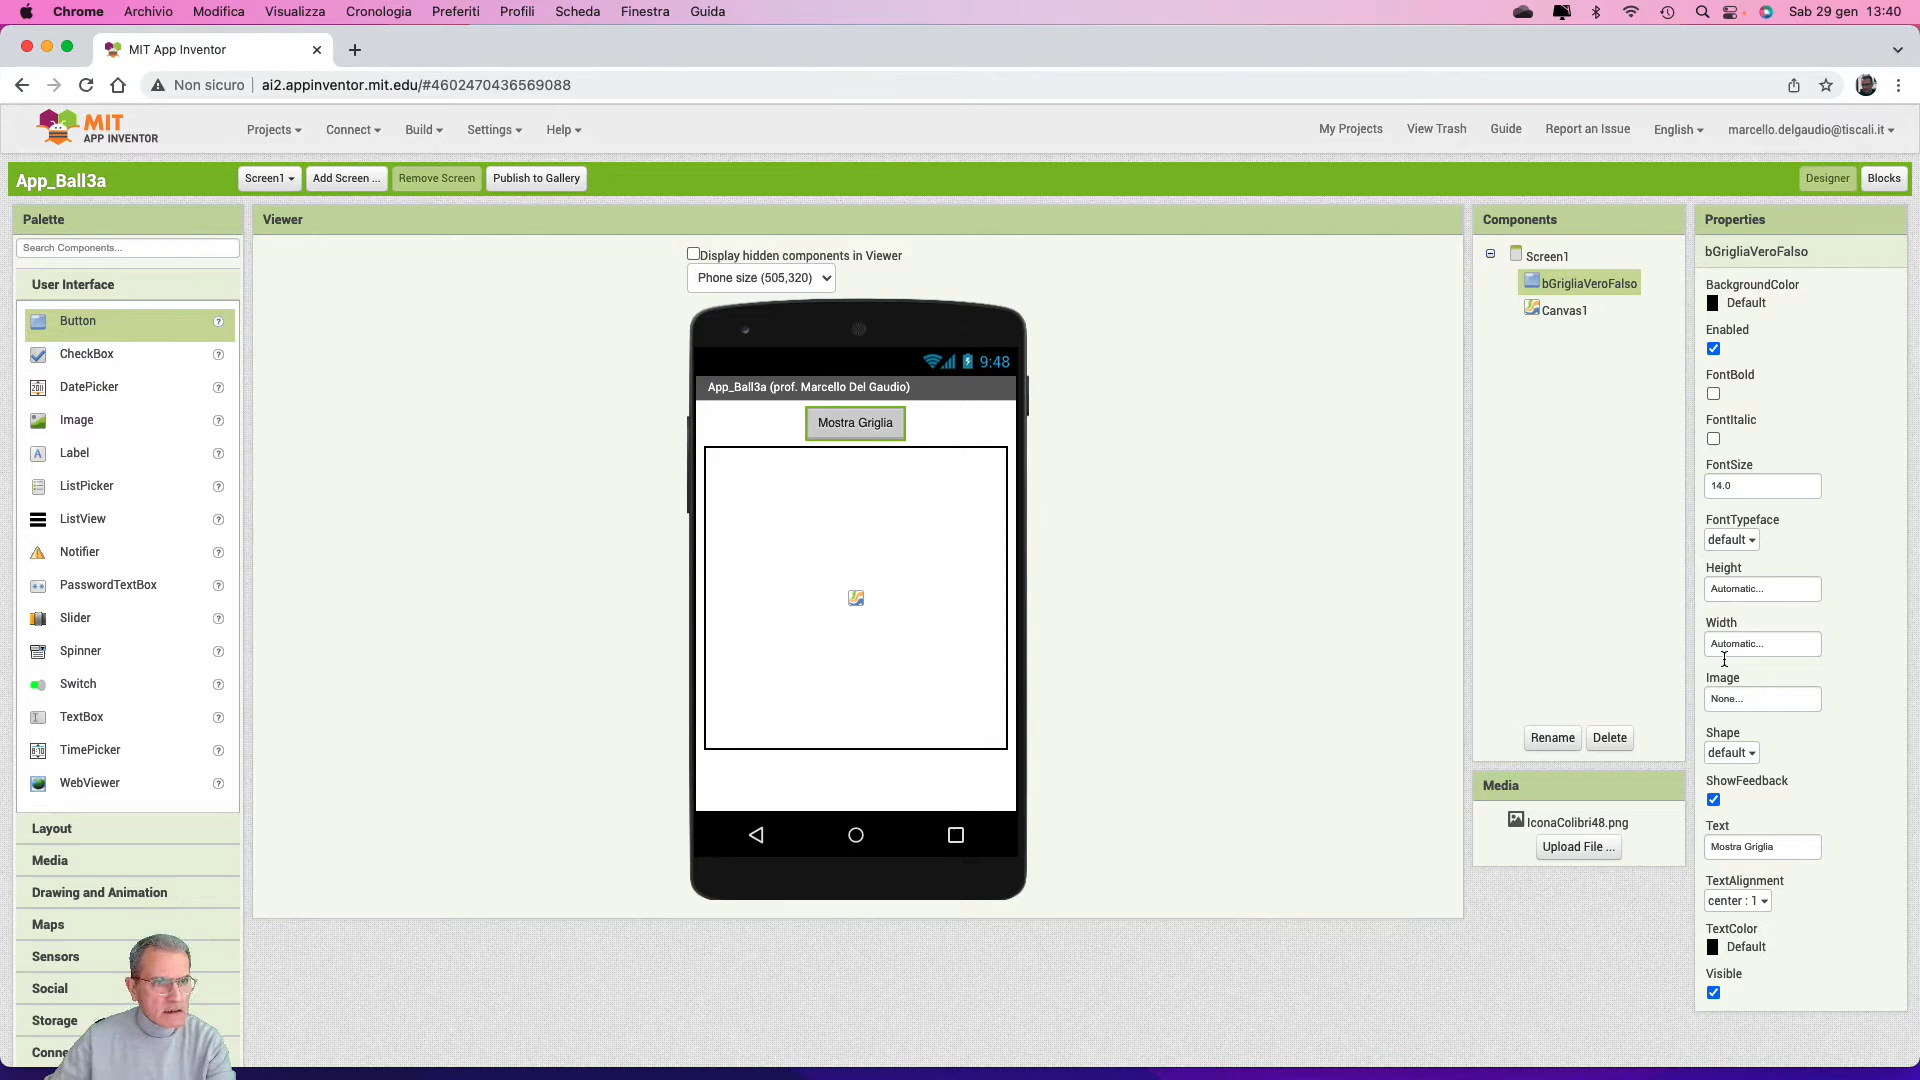 Chrome Archivio Modifica Visualizza Cronologia Preferiti Profili Scheda Finestra Guida Sab 29 gen 13:40
MIT App Inventor
Non sicuro ai2.appinventor.mit.edu/#4602470436569088
MIT
APP INVENTOR
Projects Connect Build Settings Help My Projects View Trash Guide Report an Issue English marcello.delgaudio@tiscali.it
App_Ball3a Screen1 Add Screen ... Remove Screen Publish to Gallery Designer Blocks
Palette
Search Components...
User Interface
Button
CheckBox
DatePicker
Image
Label
ListPicker
ListView
Notifier
PasswordTextBox
Slider
Spinner
Switch
TextBox
TimePicker
WebViewer
Layout
Media
Drawing and Animation
Maps
Sensors
Social
Storage
Conne
Viewer
Display hidden components in Viewer
Phone size (505,320)
9:48
App_Ball3a (prof. Marcello Del Gaudio)
Mostra Griglia
Components
Screen1
bGrigliaVeroFalso
Canvas1
Rename Delete
Media
IconaColibri48.png
Upload File ...
Properties
bGrigliaVeroFalso
BackgroundColor
Default
Enabled
FontBold
FontItalic
FontSize
14.0
FontTypeface
default
Height
Automatic...
Width
Automatic...
Image
None...
Shape
default
ShowFeedback
Text
Mostra Griglia
TextAlignment
center : 1
TextColor
Default
Visible